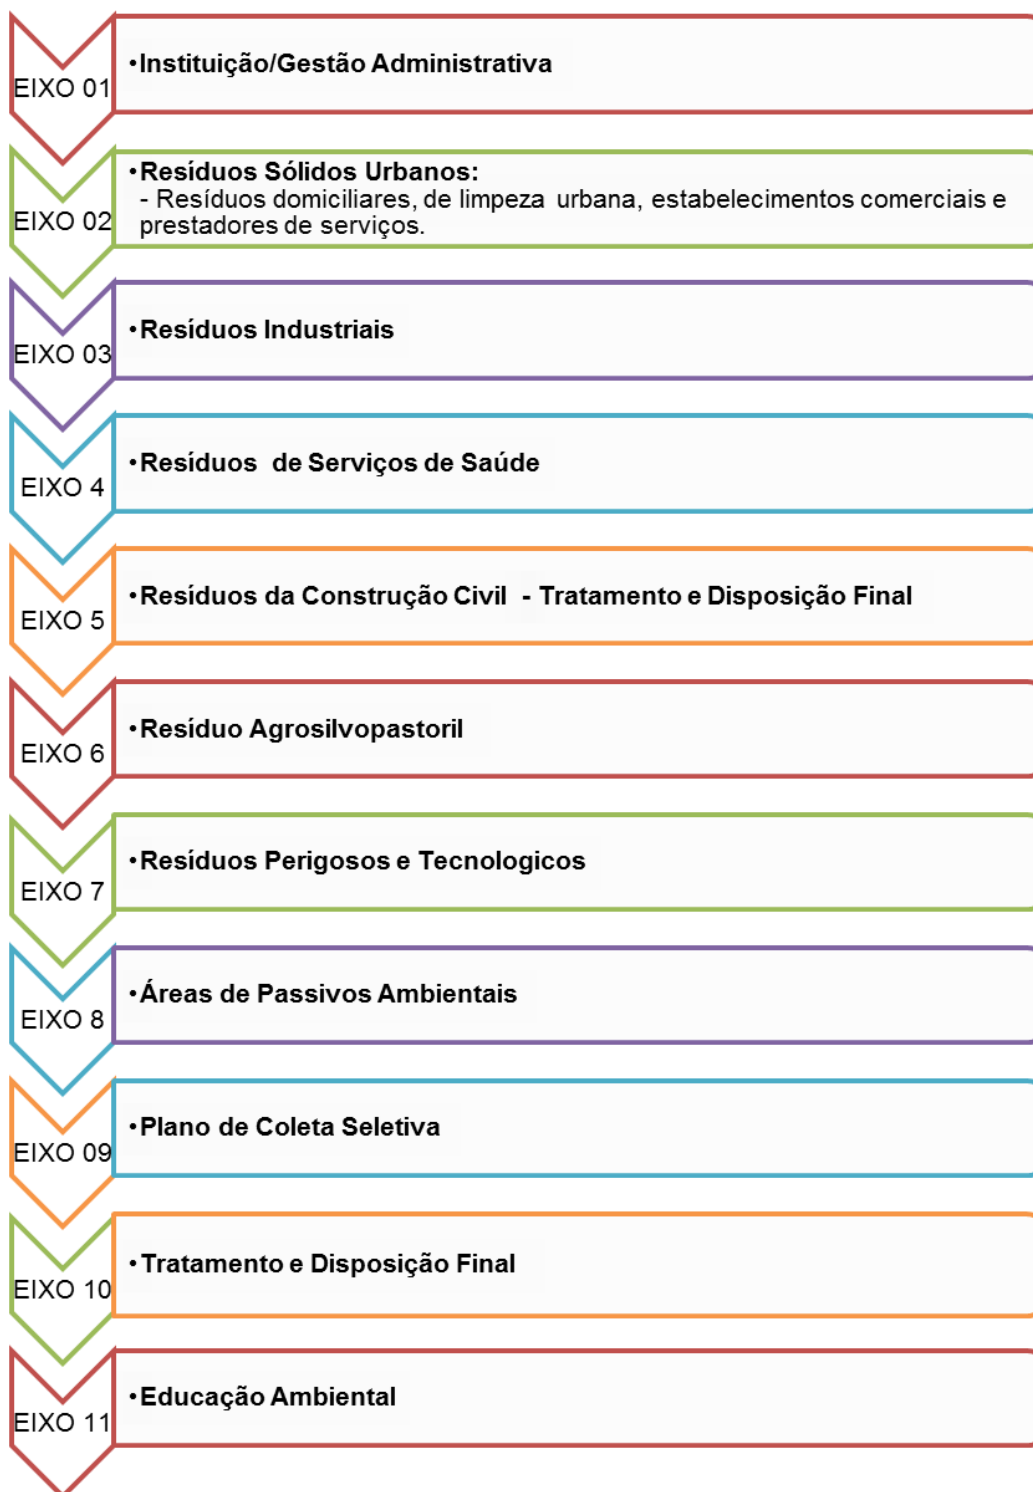 EIXO 01
•Instituição/Gestão Administrativa
EIXO 02
•Resíduos Sólidos Urbanos:
- Resíduos domiciliares, de limpeza urbana, estabelecimentos comerciais e
prestadores de serviços.
EIXO 03
•Resíduos Industriais
EIXO 4
•Resíduos de Serviços de Saúde
EIXO 5
•Resíduos da Construção Civil - Tratamento e Disposição Final
EIXO 6
•Resíduo Agrosilvopastoril
EIXO 7
•Resíduos Perigosos e Tecnologicos
EIXO 8
•Áreas de Passivos Ambientais
EIXO 09
•Plano de Coleta Seletiva
EIXO 10
•Tratamento e Disposição Final
EIXO 11
•Educação Ambiental